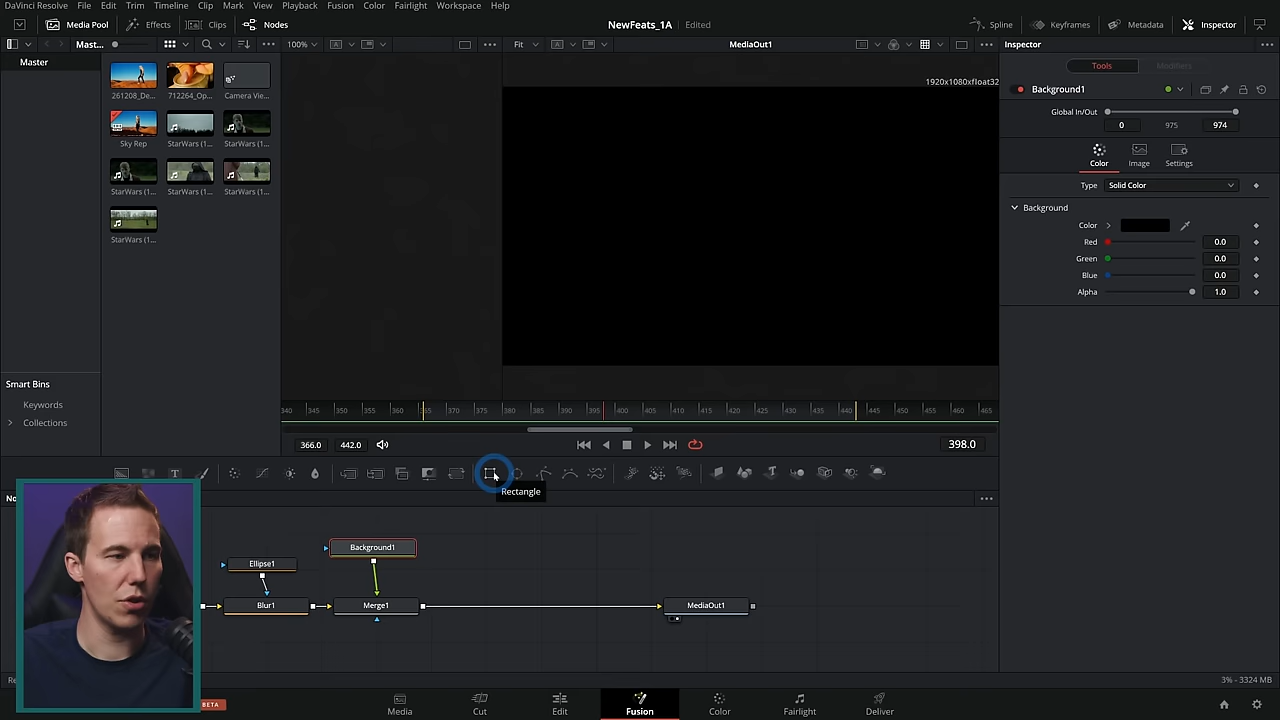 DaVinci Resolve File Edit Trim Timeline Clip Mark View Playback Fusion Color Fairlight Workspace Help
Media Pool Effects Clips Nodes NewFeats_1A Edited Spline Keyframes Metadata Inspector
Mast... 100% Fit MediaOut1 Inspector
Master
Tools Modifiers
1920x1080xfloat32
Background1
261208_De... 712264_Op... Camera Vie...
Global In/Out
0 975 974
Sky Rep StarWars (1... StarWars (1...
Color Image Settings
Type Solid Color
StarWars (1... StarWars (1... StarWars (1...
Background
Color
StarWars (1...
Red 0.0
Green 0.0
Blue 0.0
Alpha 1.0
Smart Bins
Keywords
Collections
340 345 350 355 360 365 370 375 380 385 390 395 400 405 410 415 420 425 430 435 440 445 450 455 460 465
366.0 442.0 398.0
T
Rectangle
No
Background1
Ellipse1
Blur1 Merge1 MediaOut1
Re
3% - 3324 MB
BETA
Media Cut Edit Fusion Color Fairlight Deliver